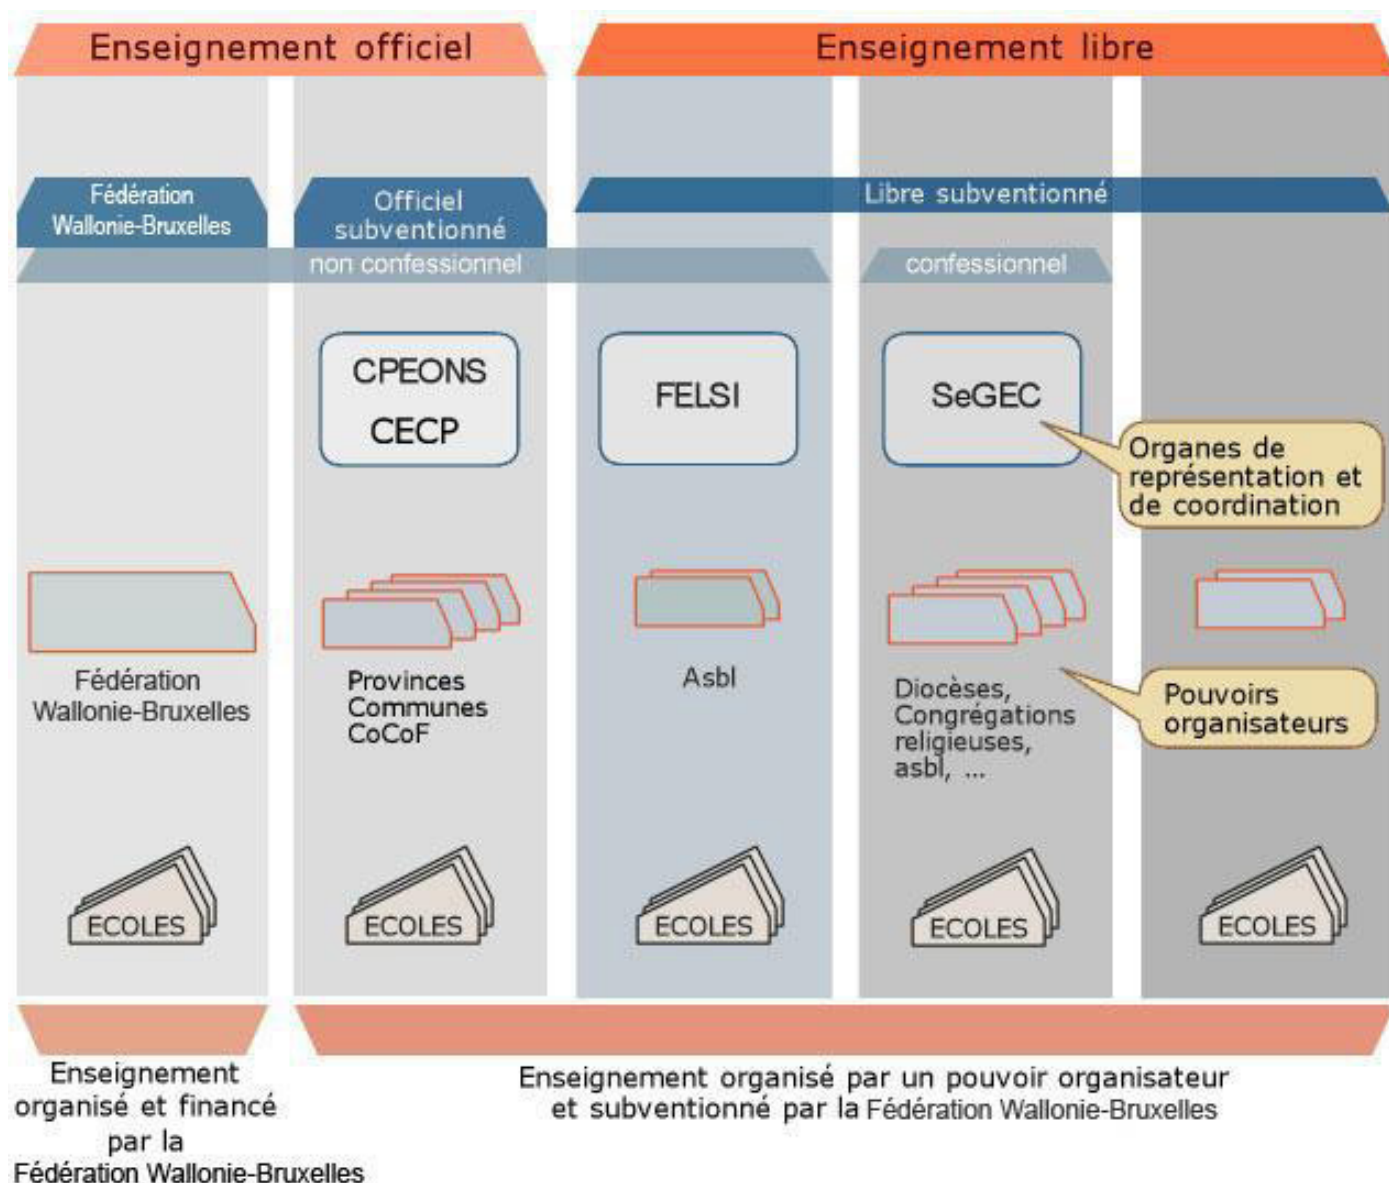 Enseignement officiel
Enseignement libre
Fédération
Wallonie-Bruxelles
Officiel
subventionné
Libre subventionné
non confessionnel
confessionnel
CPEONS
CECP
FELSI
SeGEC
Organes de
représentation et
de coordination
Fédération
Wallonie-Bruxelles
Provinces
Communes
CoCoF
Asbl
Diocèses,
Congrégations
religieuses,
asbl, ...
Pouvoirs
organisateurs
ECOLES
ECOLES
ECOLES
ECOLES
ECOLES
Enseignement
organisé et financé
par la
Fédération Wallonie-Bruxelles
Enseignement organisé par un pouvoir organisateur
et subventionné par la Fédération Wallonie-Bruxelles